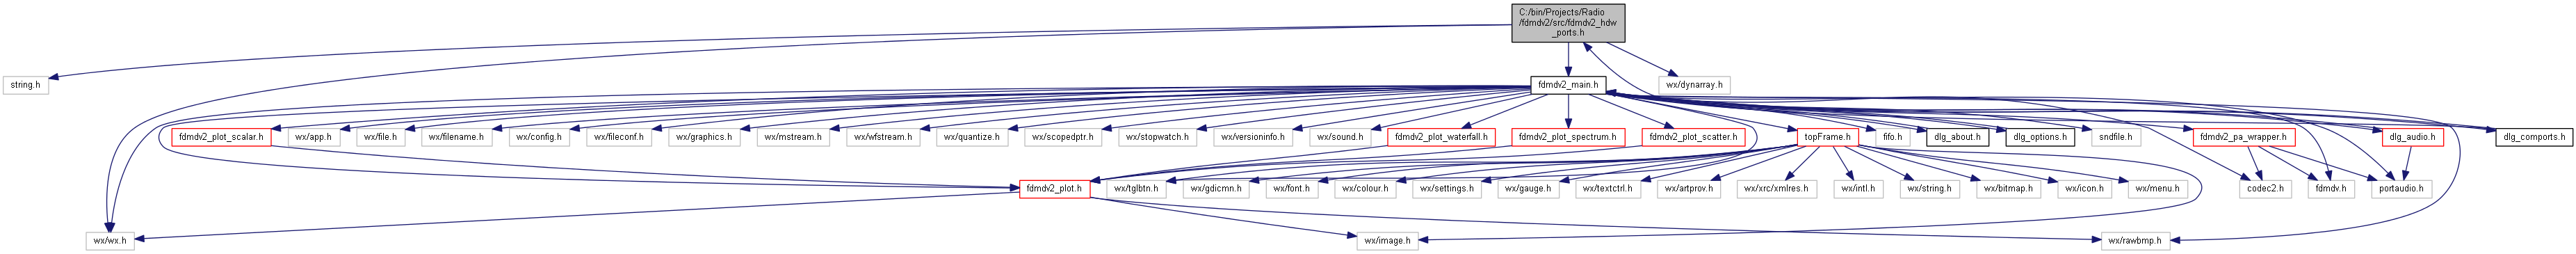 C:/bin/Projects/Radio
/fdmdv2/src/fdmdv2_hdw
_ports.h
string.h
fdmdv2_main.h
wx/dynarray.h
fdmdv2_plot_scalar.h
wx/app.h
wx/file.h
wx/filename.h
wx/config.h
wx/fileconf.h
wx/graphics.h
wx/mstream.h
wx/wfstream.h
wx/quantize.h
wx/scopedptr.h
wx/stopwatch.h
wx/versioninfo.h
wx/sound.h
fdmdv2_plot_waterfall.h
fdmdv2_plot_spectrum.h
fdmdv2_plot_scatter.h
topFrame.h
fifo.h
dlg_about.h
dlg_options.h
sndfile.h
fdmdv2_pa_wrapper.h
dlg_audio.h
dlg_comports.h
fdmdv2_plot.h
wx/tglbtn.h
wx/gdicmn.h
wx/font.h
wx/colour.h
wx/settings.h
wx/gauge.h
wx/textctrl.h
wx/artprov.h
wx/xrc/xmlres.h
wx/intl.h
wx/string.h
wx/bitmap.h
wx/icon.h
wx/menu.h
codec2.h
fdmdv.h
portaudio.h
wx/wx.h
wx/image.h
wx/rawbmp.h